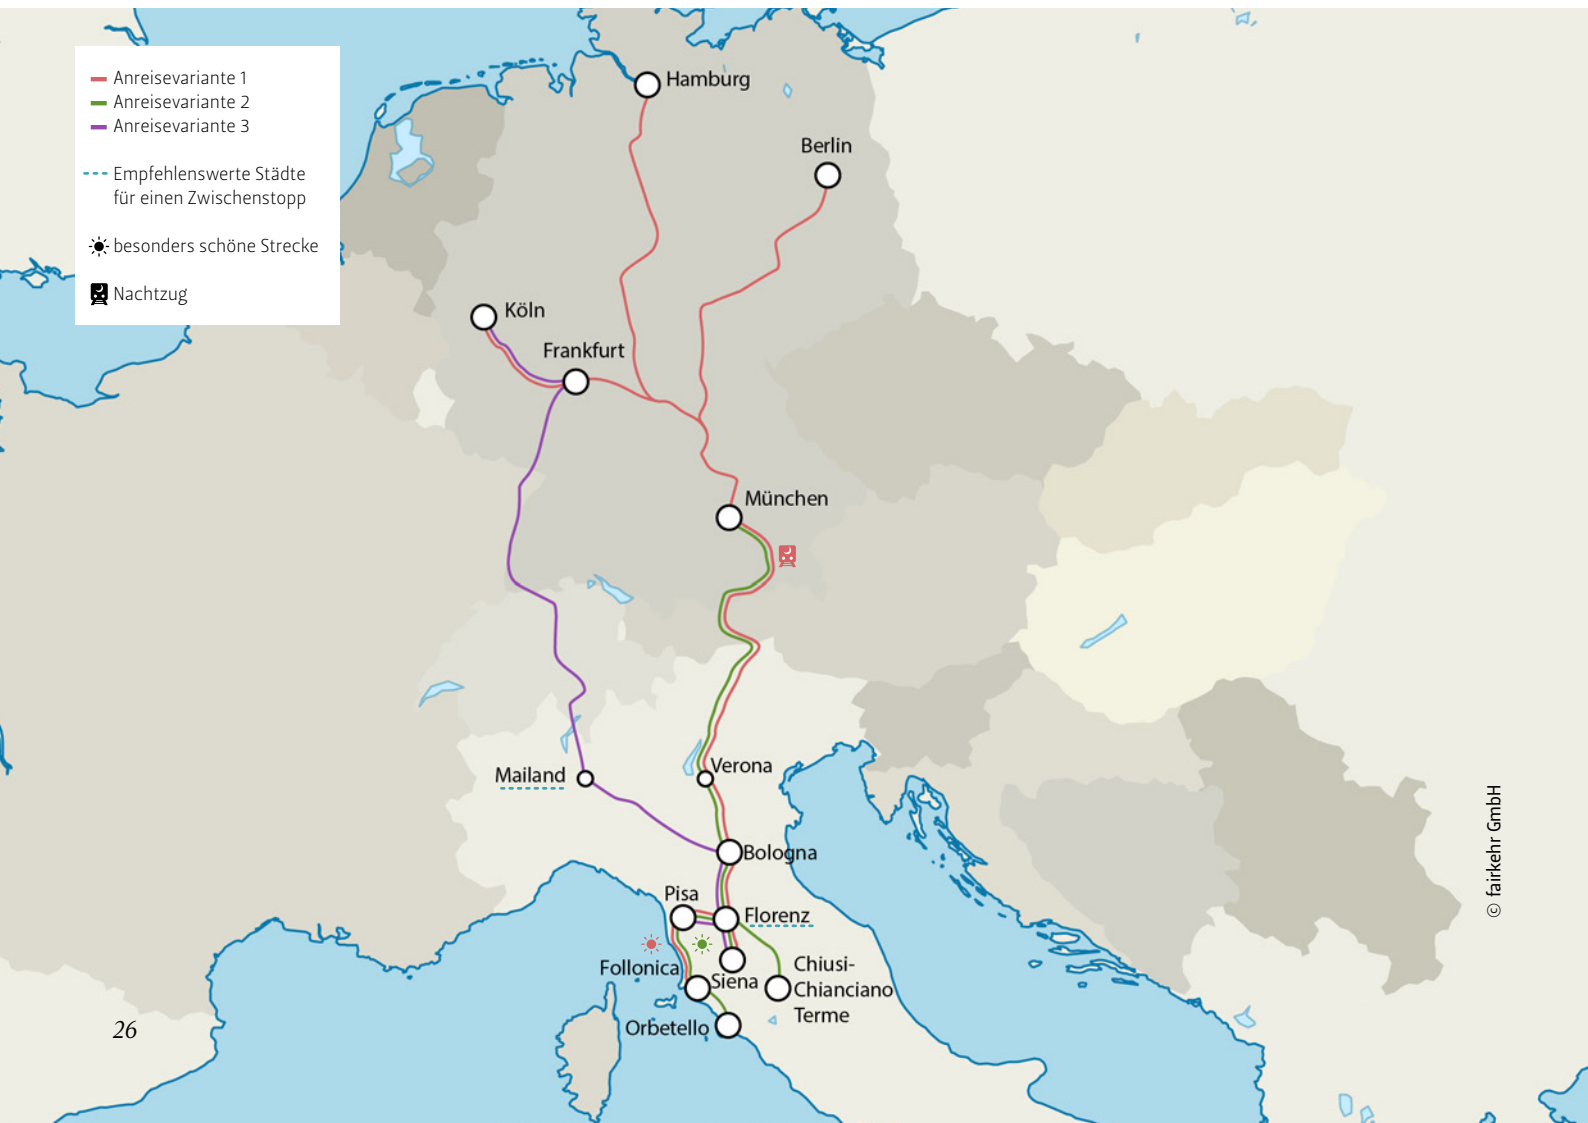 Anreisevariante 1
Anreisevariante 2
Anreisevariante 3
Empfehlenswerte Städte
für einen Zwischenstopp
besonders schöne Strecke
Nachtzug
Hamburg
Berlin
Köln
Frankfurt
München
Mailand
Verona
Bologna
Pisa
Florenz
Follonica
Siena
Chiusi-
Chianciano
Terme
Orbetello
26
© fairkehr GmbH